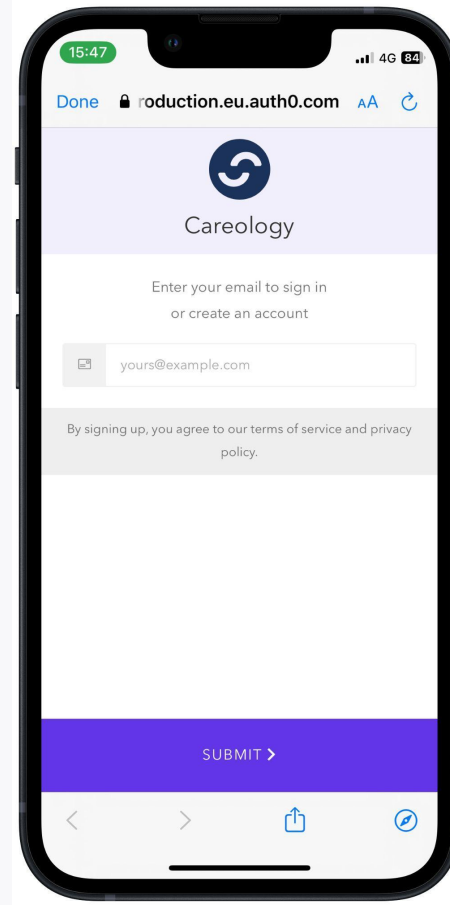 15:47
4G 84
Done roduction.eu.auth0.com AA
Careology
Enter your email to sign in
or create an account
yours@example.com
By signing up, you agree to our terms of service and privacy
policy.
SUBMIT